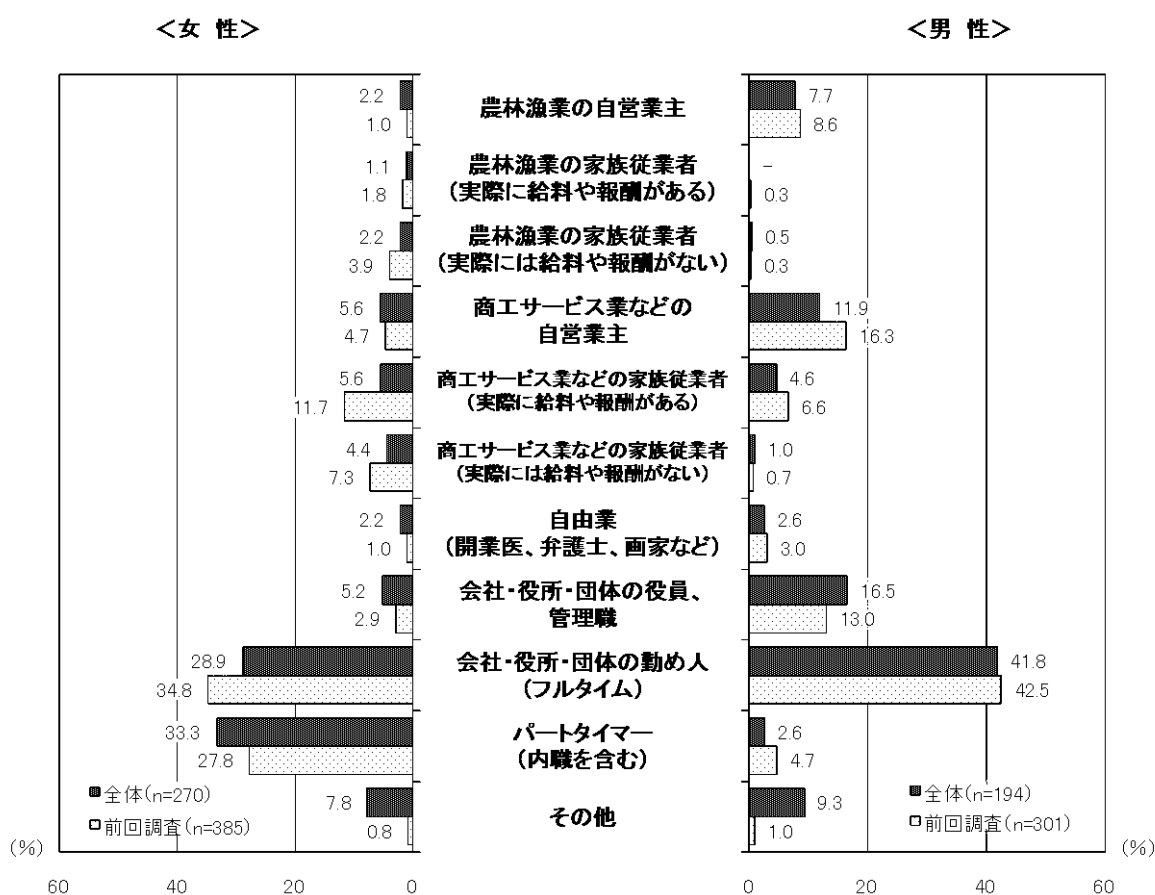 ＜女 性＞
＜男 性＞
2.2
1.0
農林漁業の自営業主
7.7
8.6
1.1
1.8
農林漁業の家族従業者
(実際に給料や報酬がある)
－
0.3
2.2
3.9
農林漁業の家族従業者
(実際には給料や報酬がない)
0.5
0.3
5.6
4.7
商工サービス業などの
自営業主
11.9
16.3
5.6
11.7
商工サービス業などの家族従業者
(実際に給料や報酬がある)
4.6
6.6
4.4
7.3
商工サービス業などの家族従業者
(実際には給料や報酬がない)
1.0
0.7
2.2
1.0
自由業
(開業医、弁護士、画家など)
2.6
3.0
5.2
2.9
会社・役所・団体の役員、
管理職
16.5
13.0
28.9
34.8
会社・役所・団体の勤め人
(フルタイム)
41.8
42.5
33.3
27.8
パートタイマー
(内職を含む)
2.6
4.7
7.8
0.8
その他
9.3
1.0
全体(n=270)
前回調査(n=385)
全体(n=194)
前回調査(n=301)
(%)
(%)
60 40 20 0
0 20 40 60